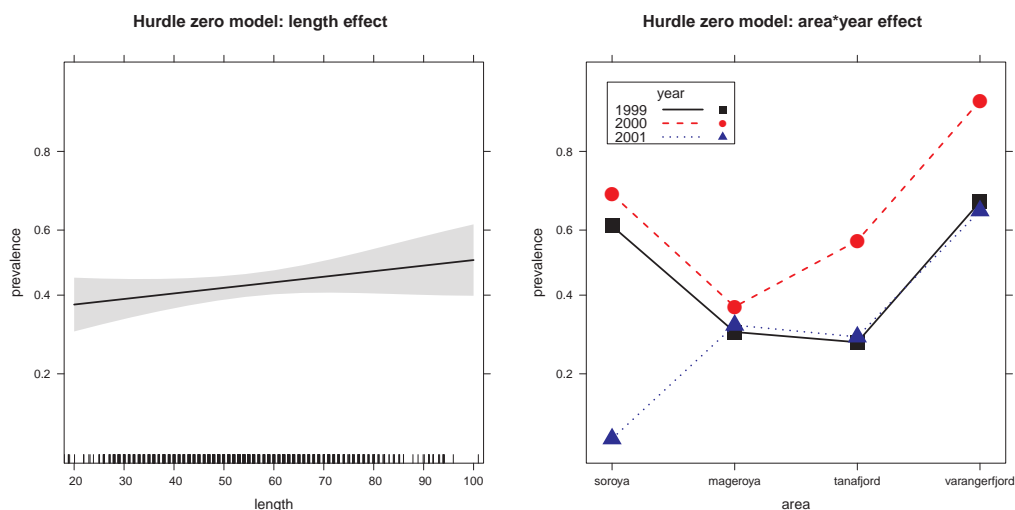 Hurdle zero model: length effect
prevalence
0.8
0.6
0.4
0.2
20 30 40 50 60 70 80 90 100
length
Hurdle zero model: area*year effect
year
1999
2000
2001
prevalence
0.8
0.6
0.4
0.2
soroya mageroya tanafjord varangerfjord
area